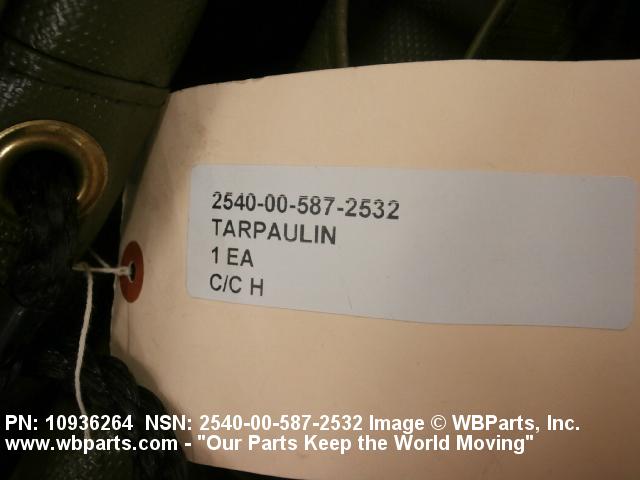 2540-00-587-2532
TARPAULIN
1 EA
C/C H
PN: 10936264 NSN: 2540-00-587-2532 Image © WBParts, Inc.
www.wbparts.com - "Our Parts Keep the World Moving"